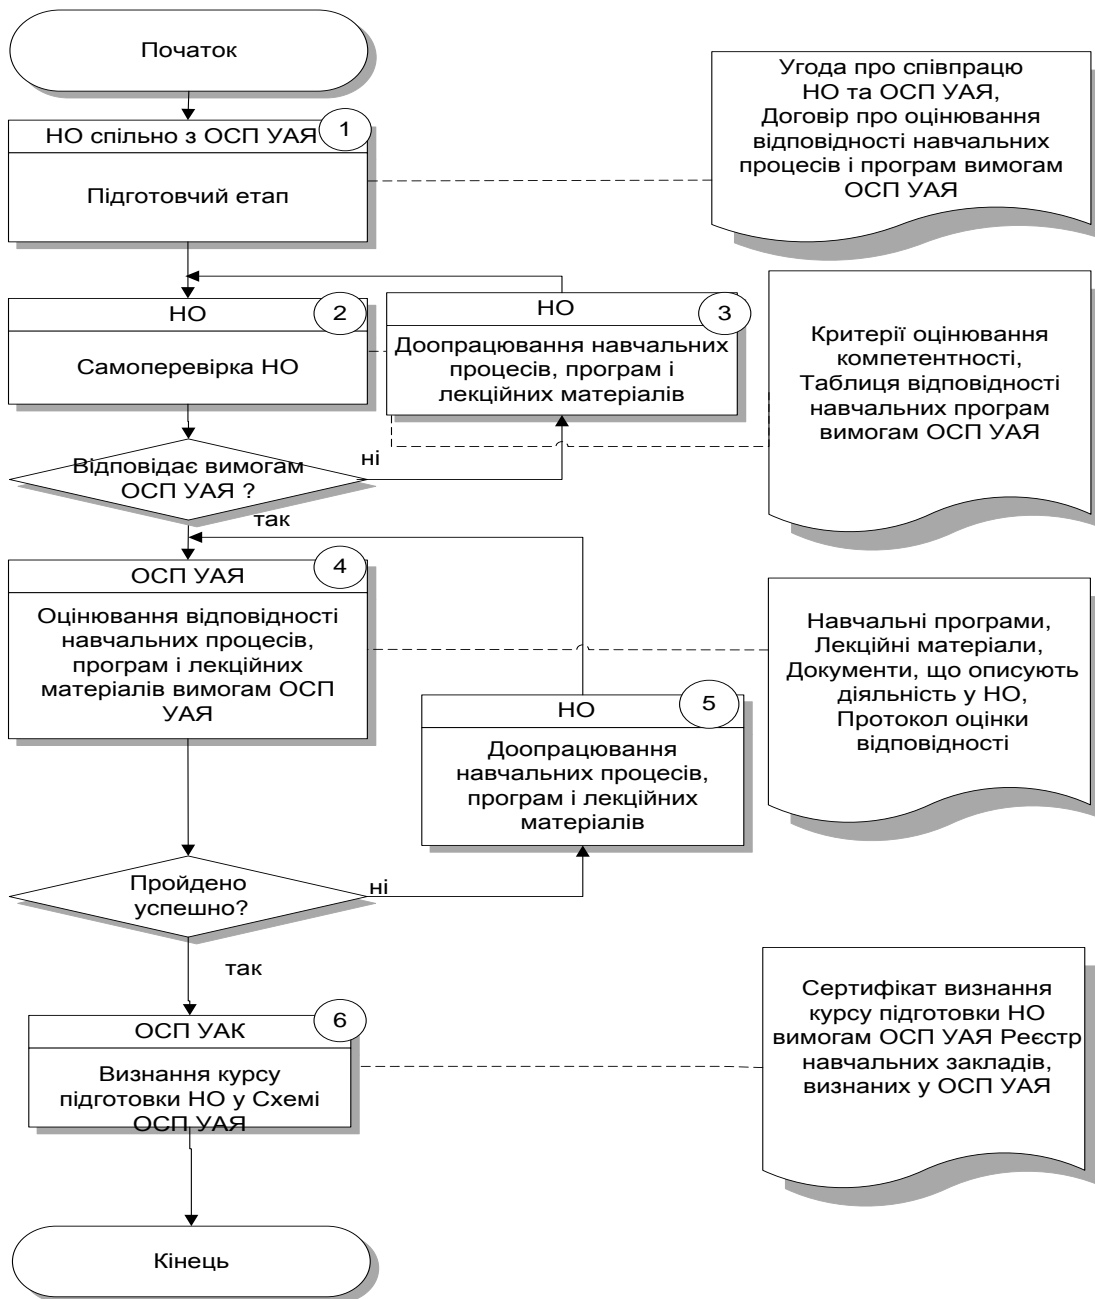 Початок
Угода про співпрацю
НО та ОСП УАЯ,
Договір про оцінювання
відповідності навчальних
процесів і програм вимогам
ОСП УАЯ
1
НО спільно з ОСП УАЯ
Підготовчий етап
2
НО
Самоперевірка НО
3
НО
Доопрацювання навчальних
процесів, програм і
лекційних матеріалів
Критерії оцінювання
компетентності,
Таблиця відповідності
навчальних програм
вимогам ОСП УАЯ
Відповідає вимогам
ОСП УАЯ ?
ні
так
4
ОСП УАЯ
Оцінювання відповідності
навчальних процесів,
програм і лекційних
матеріалів вимогам ОСП
УАЯ
Навчальні програми,
Лекційні матеріали,
Документи, що описують
діяльність у НО,
Протокол оцінки
відповідності
5
НО
Доопрацювання
навчальних процесів,
програм і лекційних
матеріалів
Пройдено
успешно?
ні
так
6
ОСП УАК
Визнання курсу
підготовки НО у Схемі
ОСП УАЯ
Сертифікат визнання
курсу підготовки НО
вимогам ОСП УАЯ Реєстр
навчальних закладів,
визнаних у ОСП УАЯ
Кінець